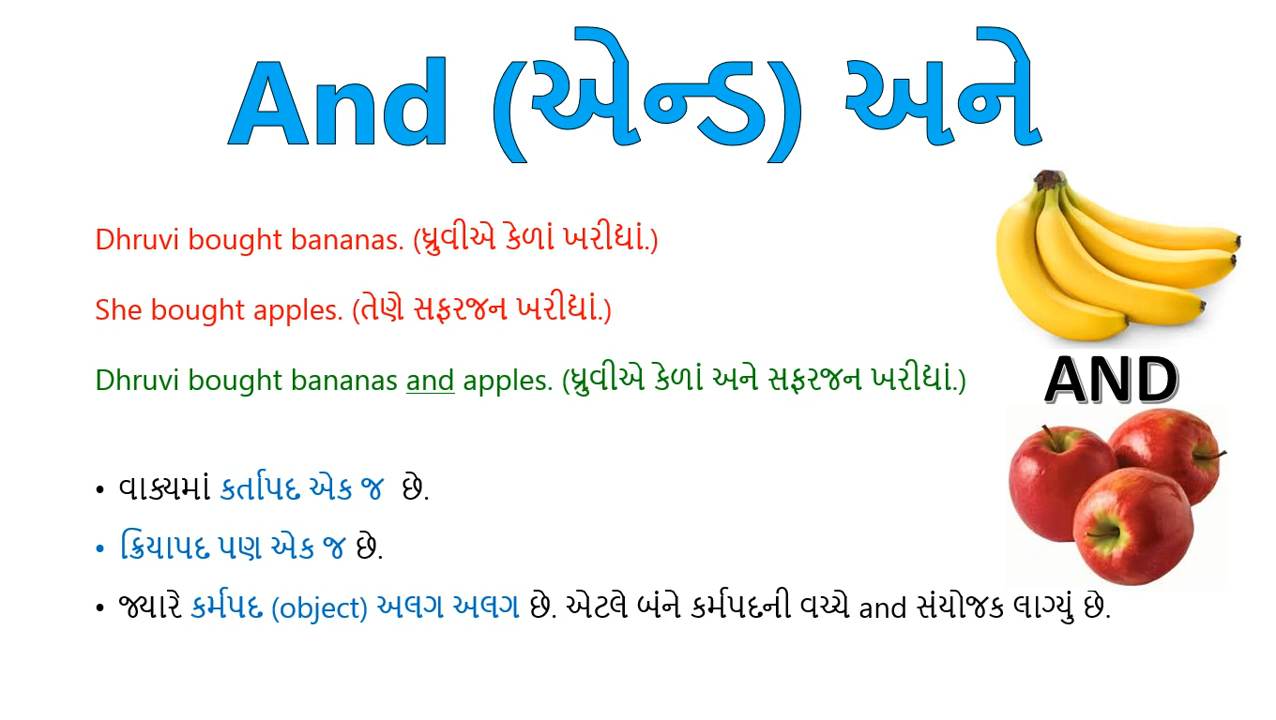 And (એન્ડ) અને
Dhruvi bought bananas. (ધ્રુવીએ કેળાં ખરીદ્યાં.)
She bought apples. (તેણે સફરજન ખરીદ્યાં.)
Dhruvi bought bananas and apples. (ધ્રુવીએ કેળાં અને સફરજન ખરીદ્યાં.)
AND
• વાક્યમાં કર્તાપદ એક જ છે.
• ક્રિયાપદ પણ એક જ છે.
• જ્યારે કર્મપદ (object) અલગ અલગ છે. એટલે બંને કર્મપદની વચ્ચે and સંયોજક લાગ્યું છે.